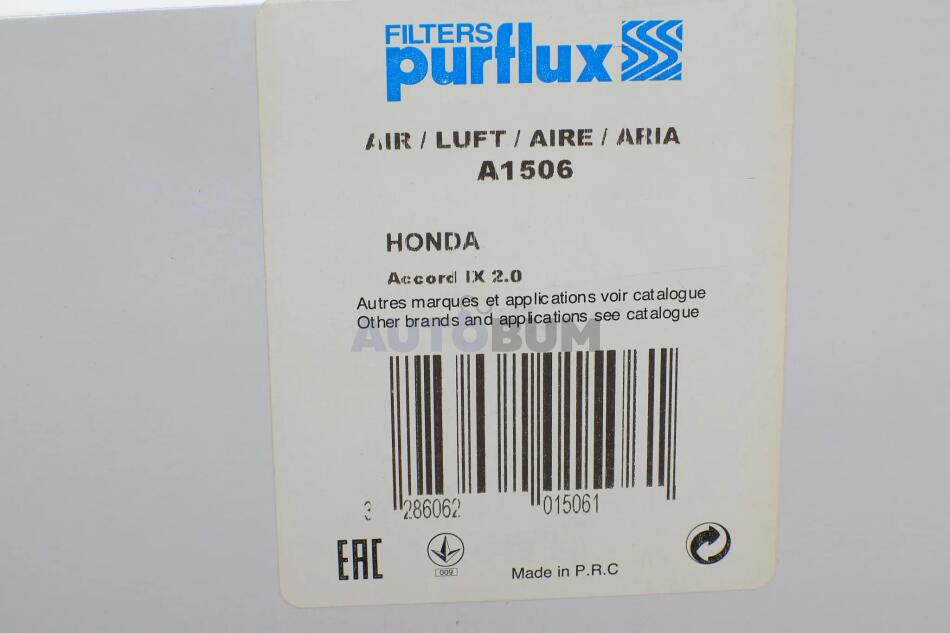 FILTERS
purflux
AIR / LUFT / AIRE / ARIA
A1506
HONDA
Accord IX 2.0
Autres marques et applications voir catalogue
Other brands and applications see catalogue
AUTOBUM
3 286062 015061
EAC
009
Made in P.R.C